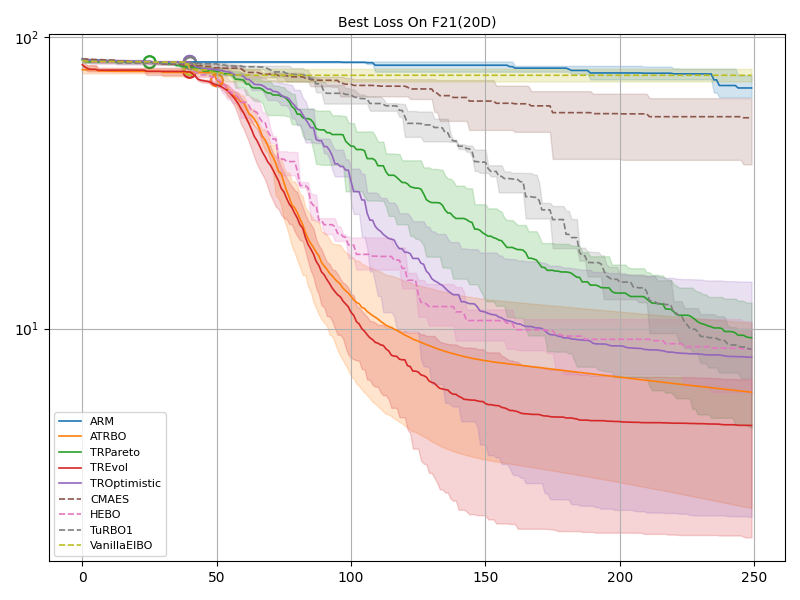 Best Loss On F21(20D)
10²
10¹
ARM
ATRBO
TRPareto
TREvol
TROptimistic
CMAES
HEBO
TuRBO1
VanillaEIBO
0 50 100 150 200 250